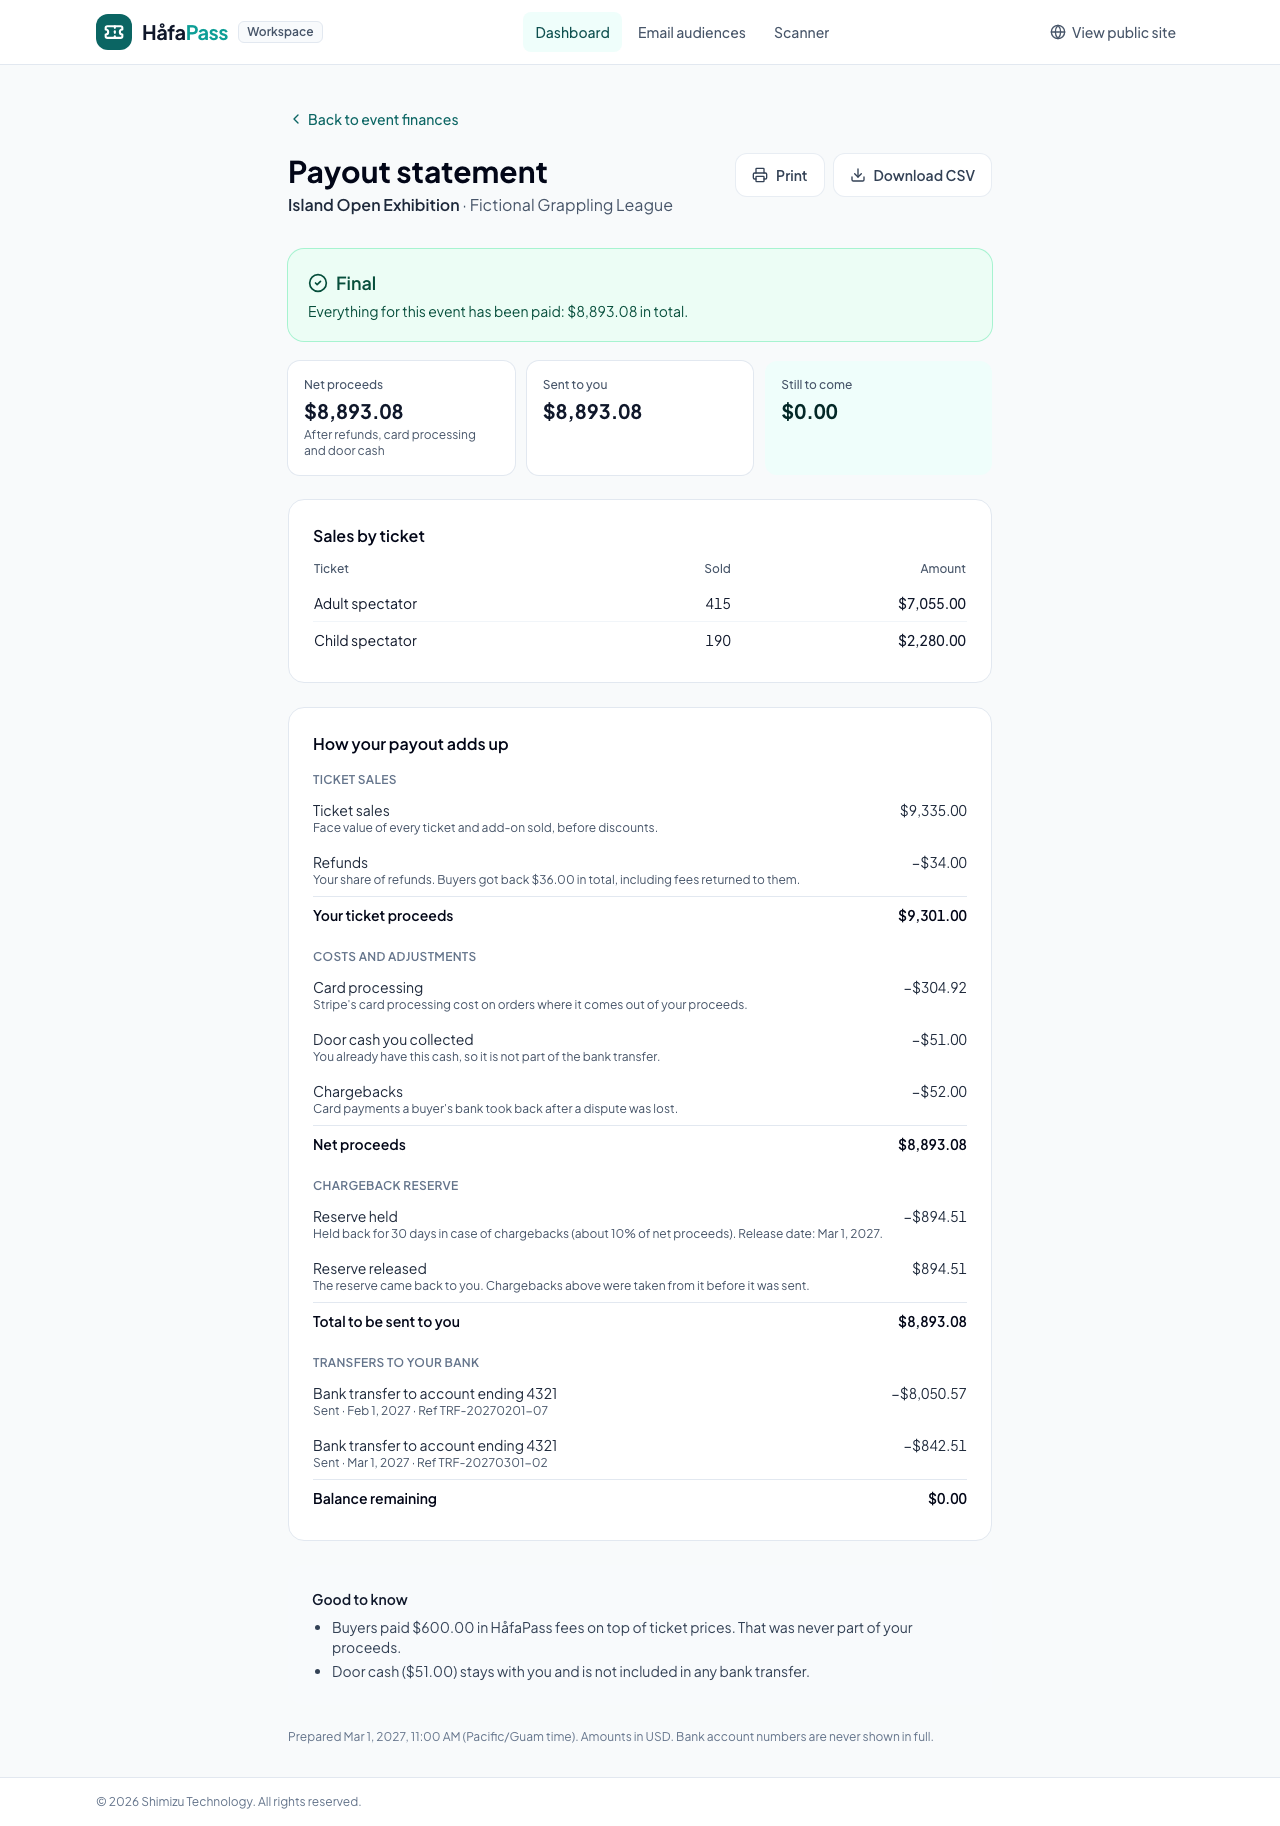 HåfaPass
Workspace
Dashboard
Email audiences
Scanner
View public site
Back to event finances
Payout statement
Print
Download CSV
Island Open Exhibition · Fictional Grappling League
Final
Everything for this event has been paid: $8,893.08 in total.
Net proceeds
$8,893.08
After refunds, card processing
and door cash
Sent to you
$8,893.08
Still to come
$0.00
Sales by ticket
Ticket Sold Amount
Adult spectator 415 $7,055.00
Child spectator 190 $2,280.00
How your payout adds up
TICKET SALES
Ticket sales $9,335.00
Face value of every ticket and add-on sold, before discounts.
Refunds −$34.00
Your share of refunds. Buyers got back $36.00 in total, including fees returned to them.
Your ticket proceeds $9,301.00
COSTS AND ADJUSTMENTS
Card processing −$304.92
Stripe's card processing cost on orders where it comes out of your proceeds.
Door cash you collected −$51.00
You already have this cash, so it is not part of the bank transfer.
Chargebacks −$52.00
Card payments a buyer's bank took back after a dispute was lost.
Net proceeds $8,893.08
CHARGEBACK RESERVE
Reserve held −$894.51
Held back for 30 days in case of chargebacks (about 10% of net proceeds). Release date: Mar 1, 2027.
Reserve released $894.51
The reserve came back to you. Chargebacks above were taken from it before it was sent.
Total to be sent to you $8,893.08
TRANSFERS TO YOUR BANK
Bank transfer to account ending 4321 −$8,050.57
Sent · Feb 1, 2027 · Ref TRF-20270201-07
Bank transfer to account ending 4321 −$842.51
Sent · Mar 1, 2027 · Ref TRF-20270301-02
Balance remaining $0.00
Good to know
• Buyers paid $600.00 in HåfaPass fees on top of ticket prices. That was never part of your
proceeds.
• Door cash ($51.00) stays with you and is not included in any bank transfer.
Prepared Mar 1, 2027, 11:00 AM (Pacific/Guam time). Amounts in USD. Bank account numbers are never shown in full.
© 2026 Shimizu Technology. All rights reserved.